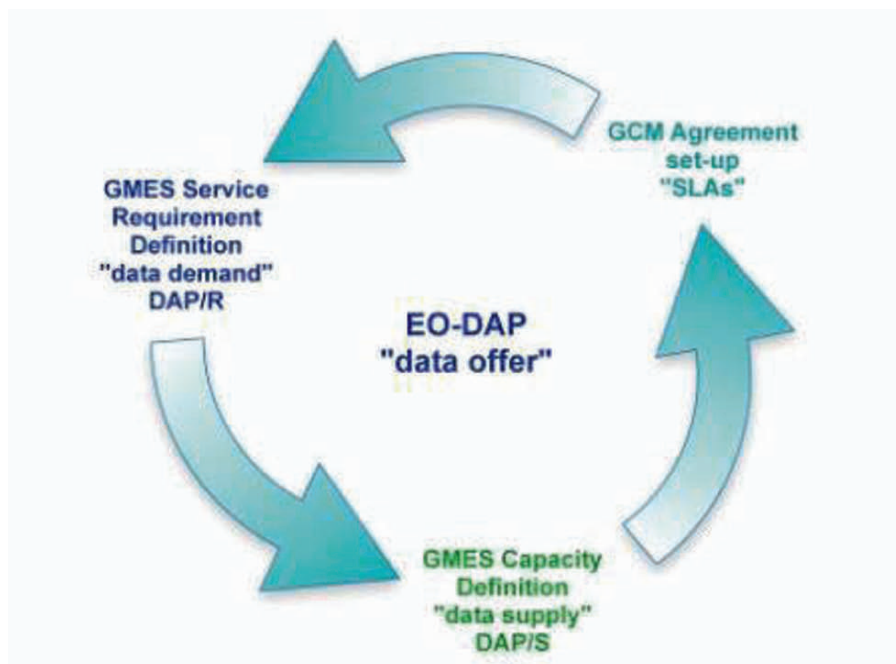 GCM Agreement
set-up
"SLAs"
GMES Service
Requirement
Definition
"data demand"
DAP/R
EO-DAP
"data offer"
GMES Capacity
Definition
"data supply"
DAP/S